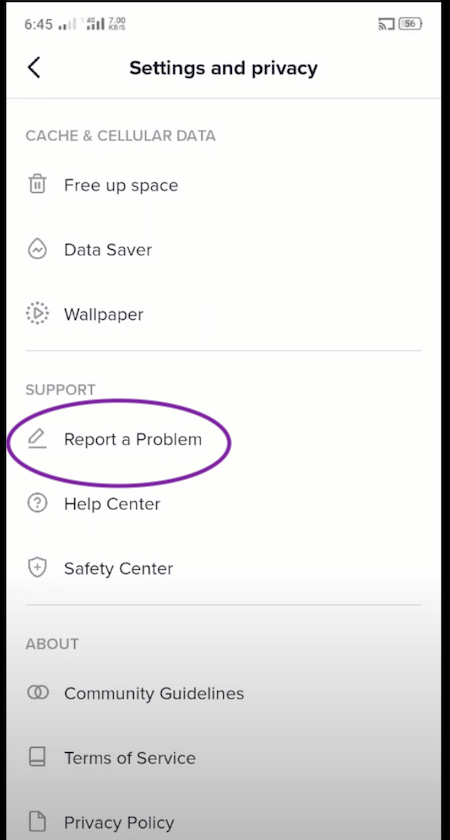 6:45 4G 7.00 KB/S 56
Settings and privacy
CACHE & CELLULAR DATA
Free up space
Data Saver
Wallpaper
SUPPORT
Report a Problem
Help Center
Safety Center
ABOUT
Community Guidelines
Terms of Service
Privacy Policy